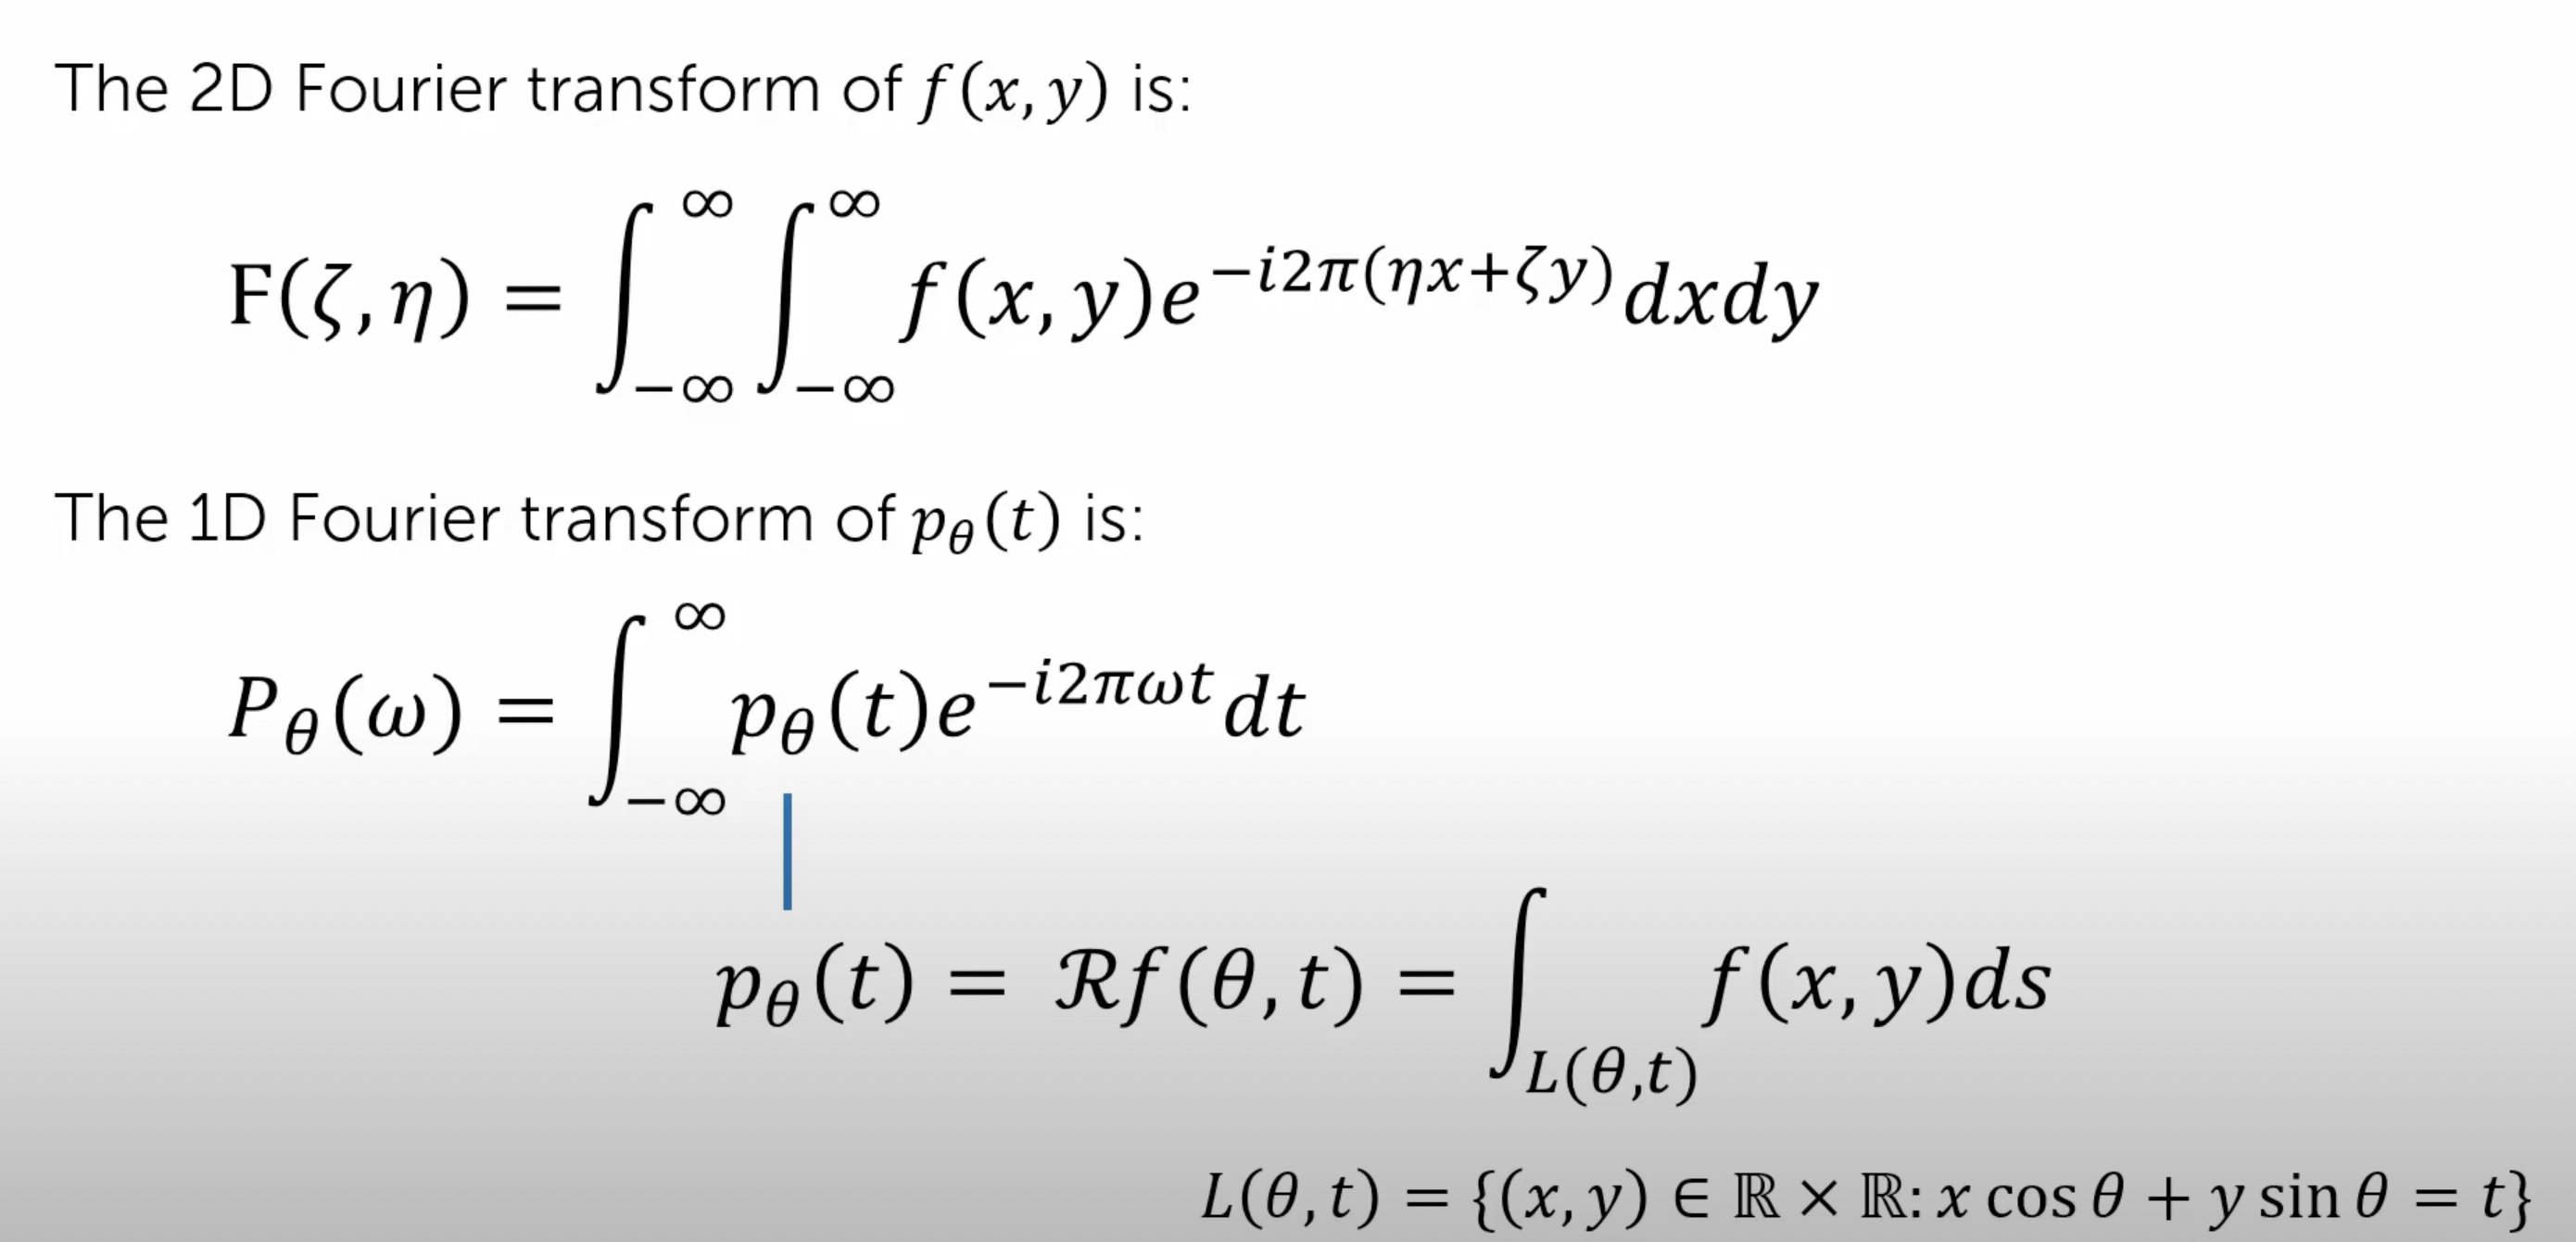 The 2D Fourier transform of f(x, y) is:
F(ζ, η) = ∫_{-∞}^{∞} ∫_{-∞}^{∞} f(x, y)e^{-i2π(ηx+ζy)} dxdy
The 1D Fourier transform of p_θ(t) is:
P_θ(ω) = ∫_{-∞}^{∞} p_θ(t)e^{-i2πωt} dt
p_θ(t) = ℛf(θ, t) = ∫_{L(θ,t)} f(x, y)ds
L(θ, t) = {(x, y) ∈ ℝ × ℝ: x cos θ + y sin θ = t}